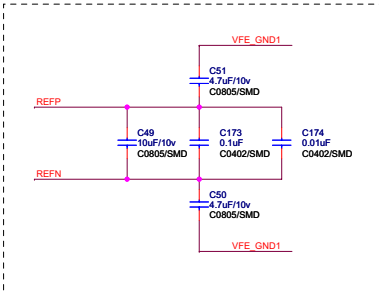 VFE_GND1
C51
4.7uF/10v
C0805/SMD
REFP
C49
10uF/10v
C0805/SMD
C173
0.1uF
C0402/SMD
C174
0.01uF
C0402/SMD
REFN
C50
4.7uF/10v
C0805/SMD
VFE_GND1